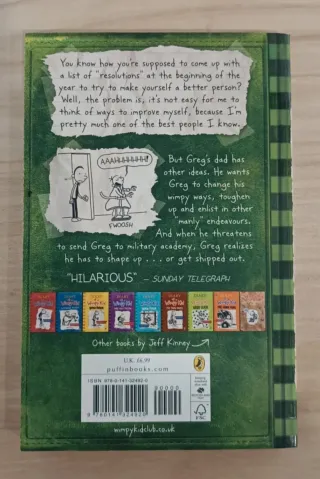 You know how you're supposed to come up with
a list of "resolutions" at the beginning of
the year to try to make yourself a better person?
Well, the problem is, it's not easy for me to
think of ways to improve myself, because I'm
pretty much one of the best people I know.
AAAHHHHHHH!
FWOOSH
But Greg's dad has
other ideas. He wants
Greg to change his
wimpy ways, toughen
up and enlist in other
"manly" endeavours.
And when he threatens
to send Greg to military academy, Greg realizes
he has to shape up . . . or get shipped out.
"HILARIOUS" – SUNDAY TELEGRAPH
Other books by Jeff Kinney
U.K. £6.99
puffinbooks.com
FSC
wimpykidclub.co.uk